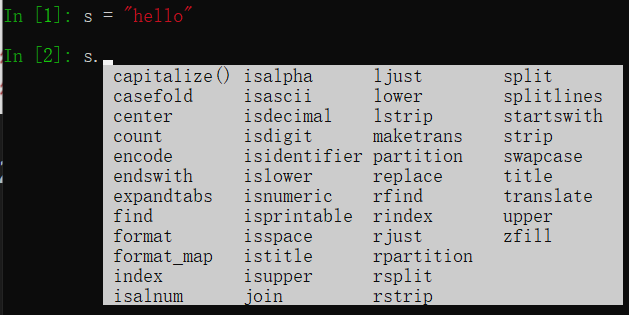 In [1]: s = "hello"
In [2]: s.
capitalize() isalpha ljust split
casefold isascii lower splitlines
center isdecimal lstrip startswith
count isdigit maketrans strip
encode isidentifier partition swapcase
endswith islower replace title
expandtabs isnumeric rfind translate
find isprintable rindex upper
format isspace rjust zfill
format_map istitle rpartition
index isupper rsplit
isalnum join rstrip